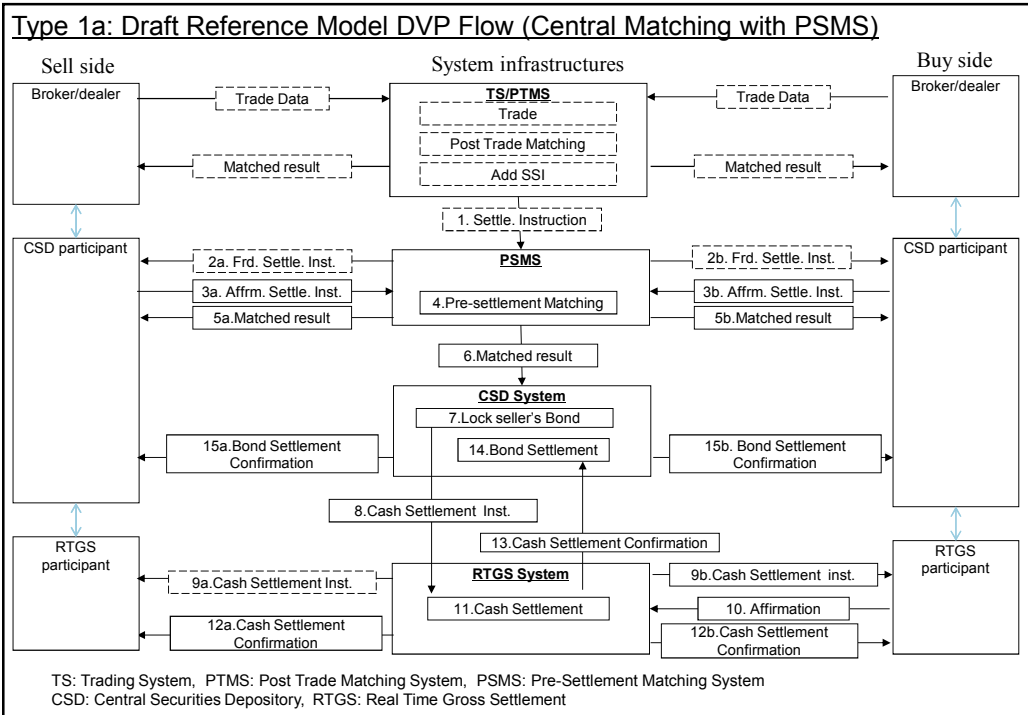 Type 1a: Draft Reference Model DVP Flow (Central Matching with PSMS)
Sell side
System infrastructures
Buy side
Broker/dealer
TS/PTMS
Broker/dealer
Trade Data
Trade Data
Trade
Post Trade Matching
Matched result
Matched result
Add SSI
1. Settle. Instruction
CSD participant
PSMS
CSD participant
2a. Frd. Settle. Inst.
2b. Frd. Settle. Inst.
3a. Affrm. Settle. Inst.
3b. Affrm. Settle. Inst.
4.Pre-settlement Matching
5a.Matched result
5b.Matched result
6.Matched result
CSD System
7.Lock seller's Bond
14.Bond Settlement
15a.Bond Settlement
Confirmation
15b. Bond Settlement
Confirmation
8.Cash Settlement Inst.
13.Cash Settlement Confirmation
RTGS
participant
RTGS System
RTGS
participant
9a.Cash Settlement Inst.
9b.Cash Settlement inst.
11.Cash Settlement
10. Affirmation
12a.Cash Settlement
Confirmation
12b.Cash Settlement
Confirmation
TS: Trading System, PTMS: Post Trade Matching System, PSMS: Pre-Settlement Matching System
CSD: Central Securities Depository, RTGS: Real Time Gross Settlement